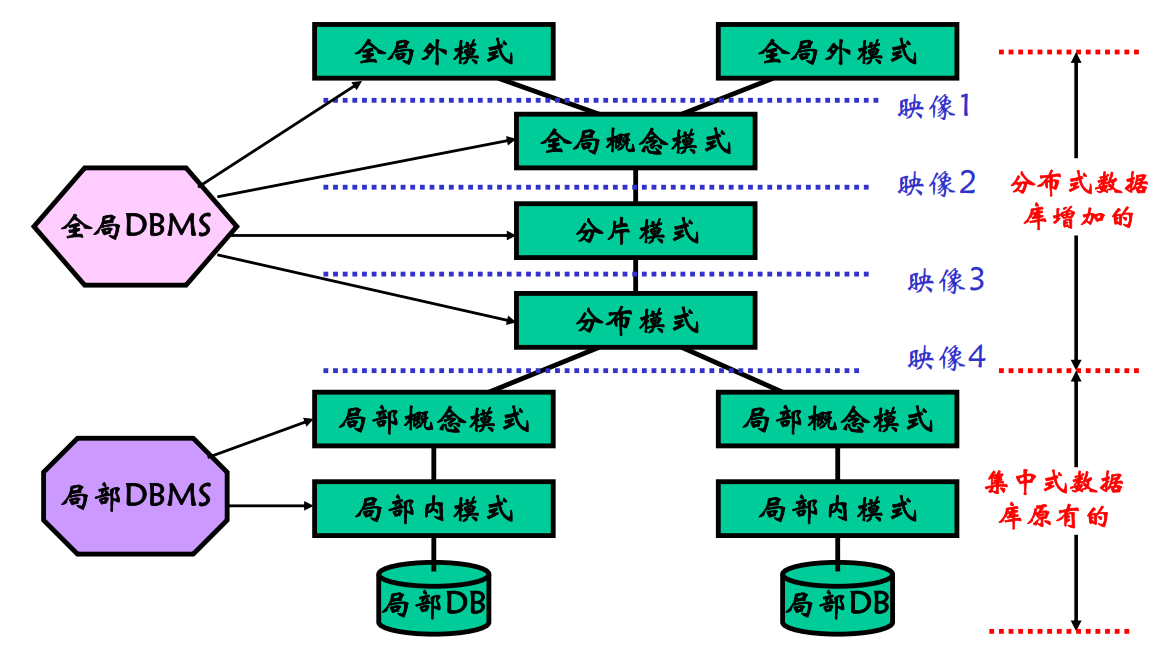 全局外模式
全局外模式
映像1
全局概念模式
映像2
分布式数据
库增加的
全局DBMS
分片模式
映像3
分布模式
映像4
局部概念模式
局部概念模式
局部DBMS
局部内模式
局部内模式
集中式数据
库原有的
局部DB
局部DB